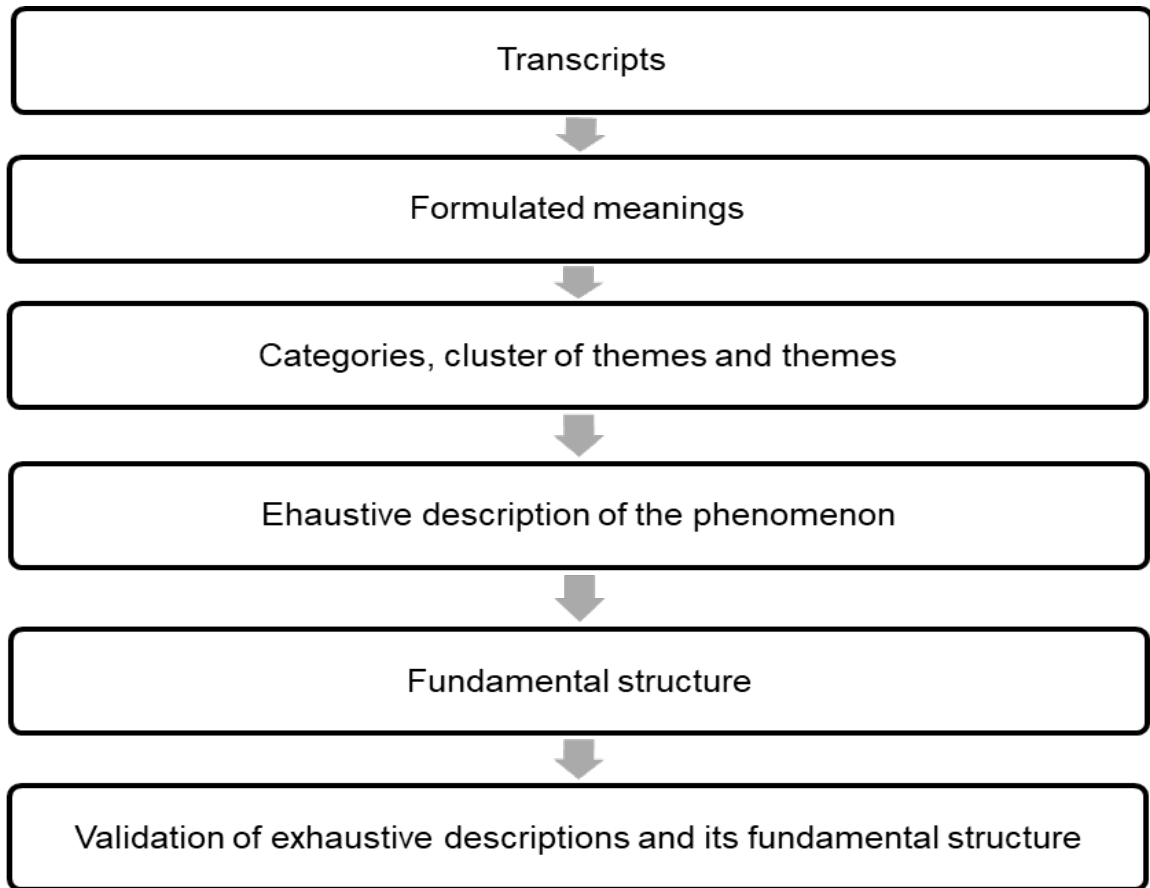 Transcripts
Formulated meanings
Categories, cluster of themes and themes
Ehaustive description of the phenomenon
Fundamental structure
Validation of exhaustive descriptions and its fundamental structure